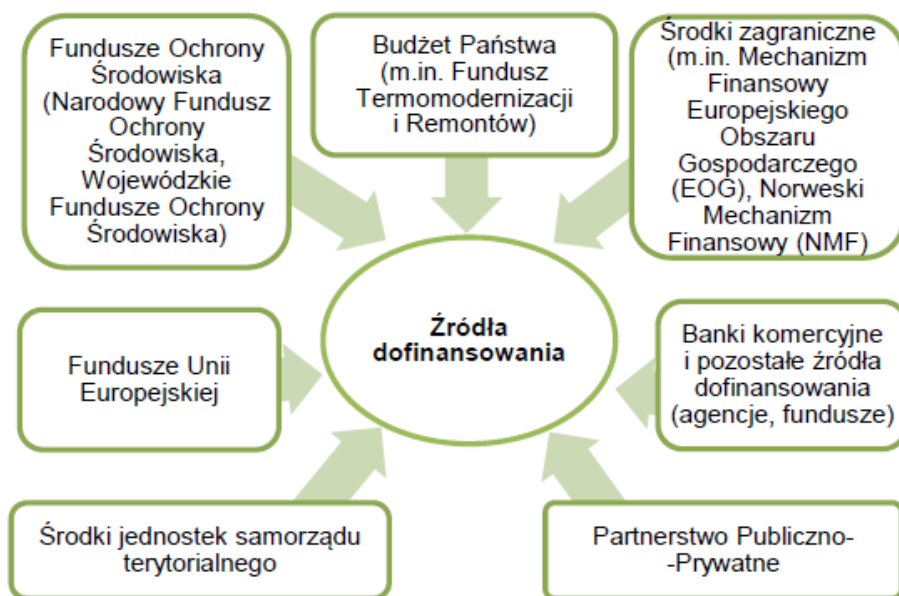 Fundusze Ochrony
Środowiska
(Narodowy Fundusz
Ochrony
Środowiska,
Wojewódzkie
Fundusze Ochrony
Środowiska)
Budżet Państwa
(m.in. Fundusz
Termomodernizacji
i Remontów)
Środki zagraniczne
(m.in. Mechanizm
Finansowy
Europejskiego
Obszaru
Gospodarczego
(EOG), Norweski
Mechanizm
Finansowy (NMF)
Źródła
dofinansowania
Fundusze Unii
Europejskiej
Banki komercyjne
i pozostałe źródła
dofinansowania
(agencje, fundusze)
Środki jednostek samorządu
terytorialnego
Partnerstwo Publiczno-
-Prywatne